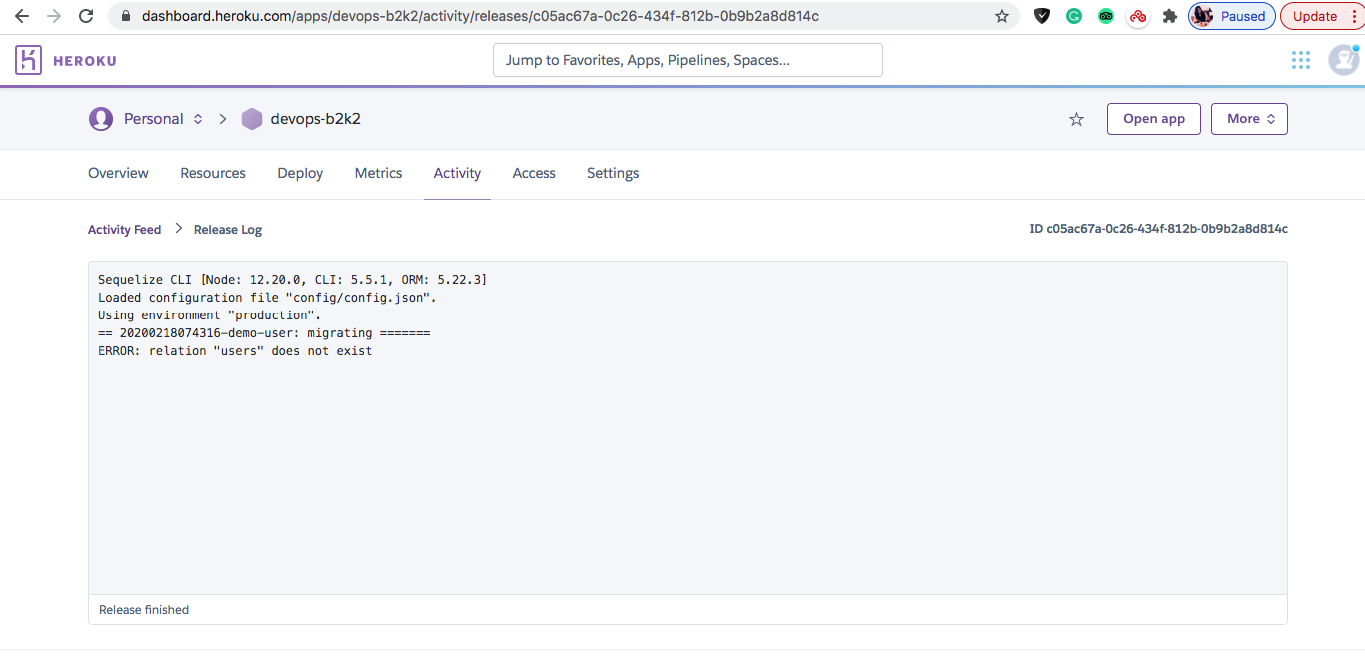 dashboard.heroku.com/apps/devops-b2k2/activity/releases/c05ac67a-0c26-434f-812b-0b9b2a8d814c
Paused
Update
HEROKU
Jump to Favorites, Apps, Pipelines, Spaces...
Personal
devops-b2k2
Open app
More
Overview
Resources
Deploy
Metrics
Activity
Access
Settings
Activity Feed
Release Log
ID c05ac67a-0c26-434f-812b-0b9b2a8d814c
Sequelize CLI [Node: 12.20.0, CLI: 5.5.1, ORM: 5.22.3]
Loaded configuration file "config/config.json".
Using environment "production".
== 20200218074316-demo-user: migrating =======
ERROR: relation "users" does not exist
Release finished